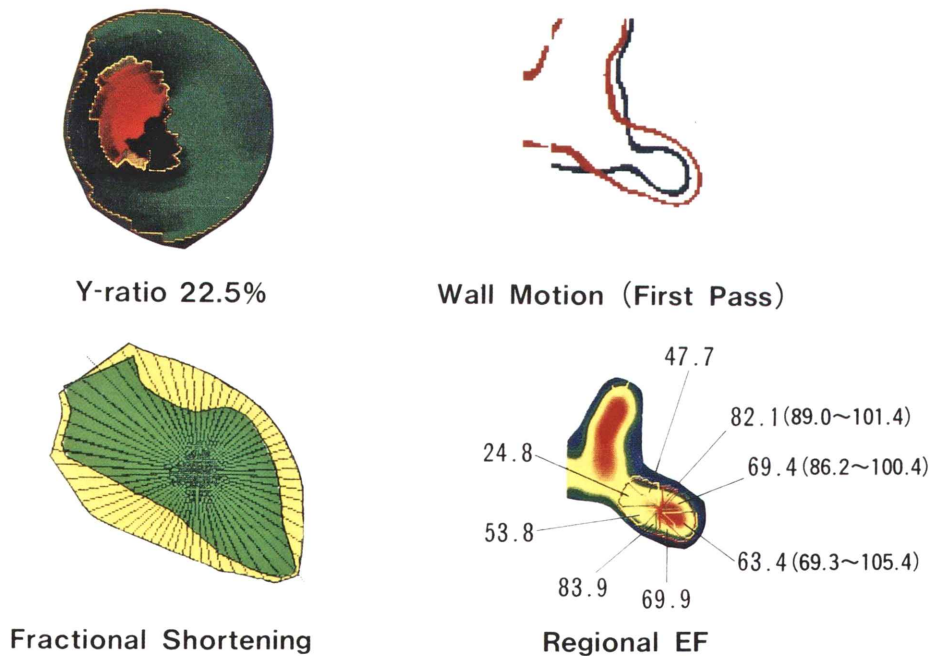 Y-ratio 22.5%
Wall Motion (First Pass)
47.7
82.1(89.0~101.4)
24.8
69.4(86.2~100.4)
53.8
63.4(69.3~105.4)
83.9
69.9
Fractional Shortening
Regional EF